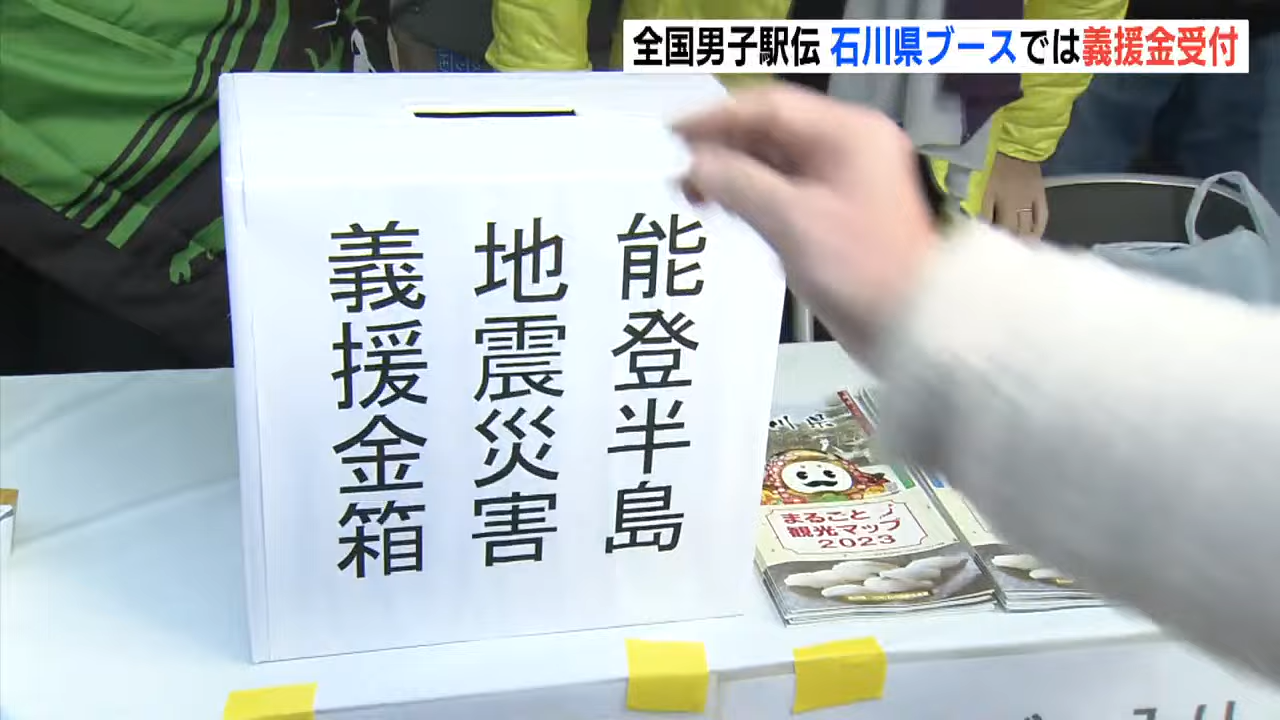 全国男子駅伝 石川県ブースでは義援金受付
能登半島
地震災害
義援金箱
川県
まるごと
観光マップ
2023